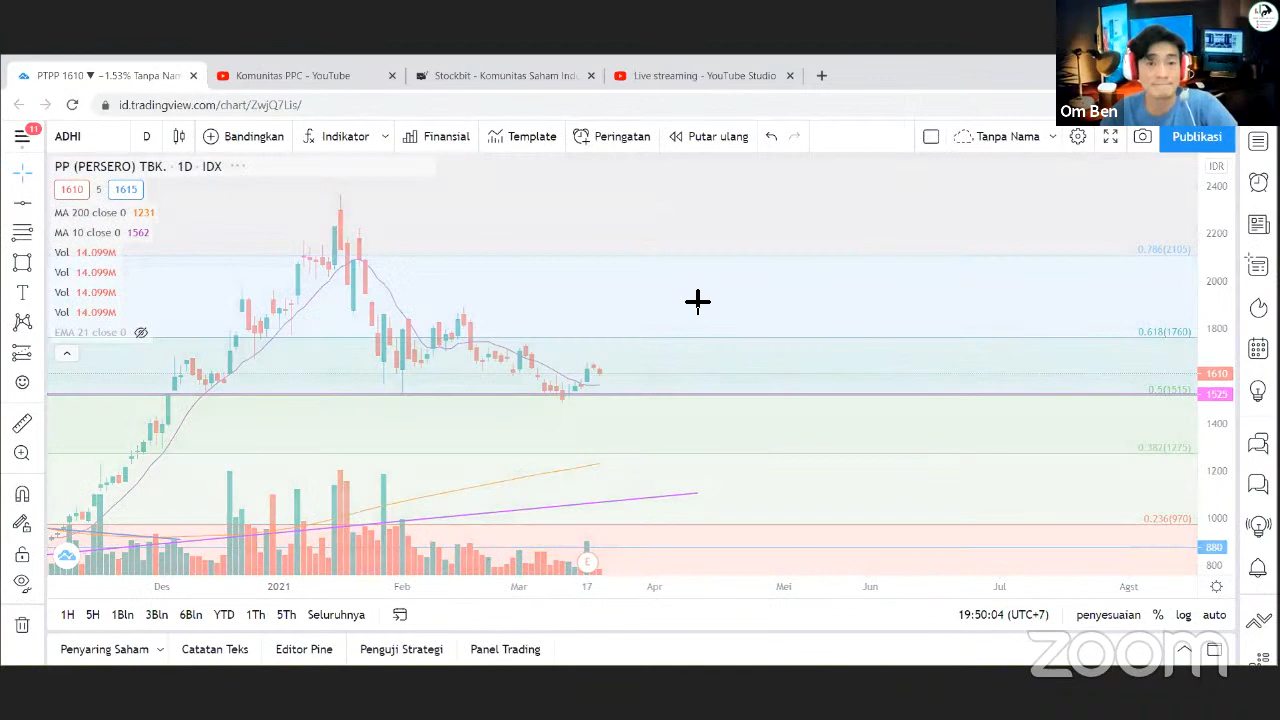 PTPP 1610 ▼ −1.53% Tanpa Nam
Komunitas PPC - YouTube
Stockbit - Komunitas Saham Ind
Live streaming - YouTube Studio
id.tradingview.com/chart/ZwjQ7Lis/
Om Ben
11
ADHI
D
Bandingkan
Indikator
Finansial
Template
Peringatan
Putar ulang
Tanpa Nama
Publikasi
PP (PERSERO) TBK. · 1D · IDX
IDR
1610 5 1615
2400
MA 200 close 0 1231
MA 10 close 0 1562
2200
Vol 14.099M
0.786(2105)
Vol 14.099M
2000
Vol 14.099M
Vol 14.099M
1800
EMA 21 close 0
0.618(1760)
1610
0.5(1515)
1525
1400
0.382(1275)
1200
0.236(970)
1000
880
E
800
Des 2021 Feb Mar 17 Apr Mei Jun Jul Agst
1H 5H 1Bln 3Bln 6Bln YTD 1Th 5Th Seluruhnya
19:50:04 (UTC+7)
penyesuaian % log auto
Penyaring Saham
Catatan Teks
Editor Pine
Penguji Strategi
Panel Trading
zoom